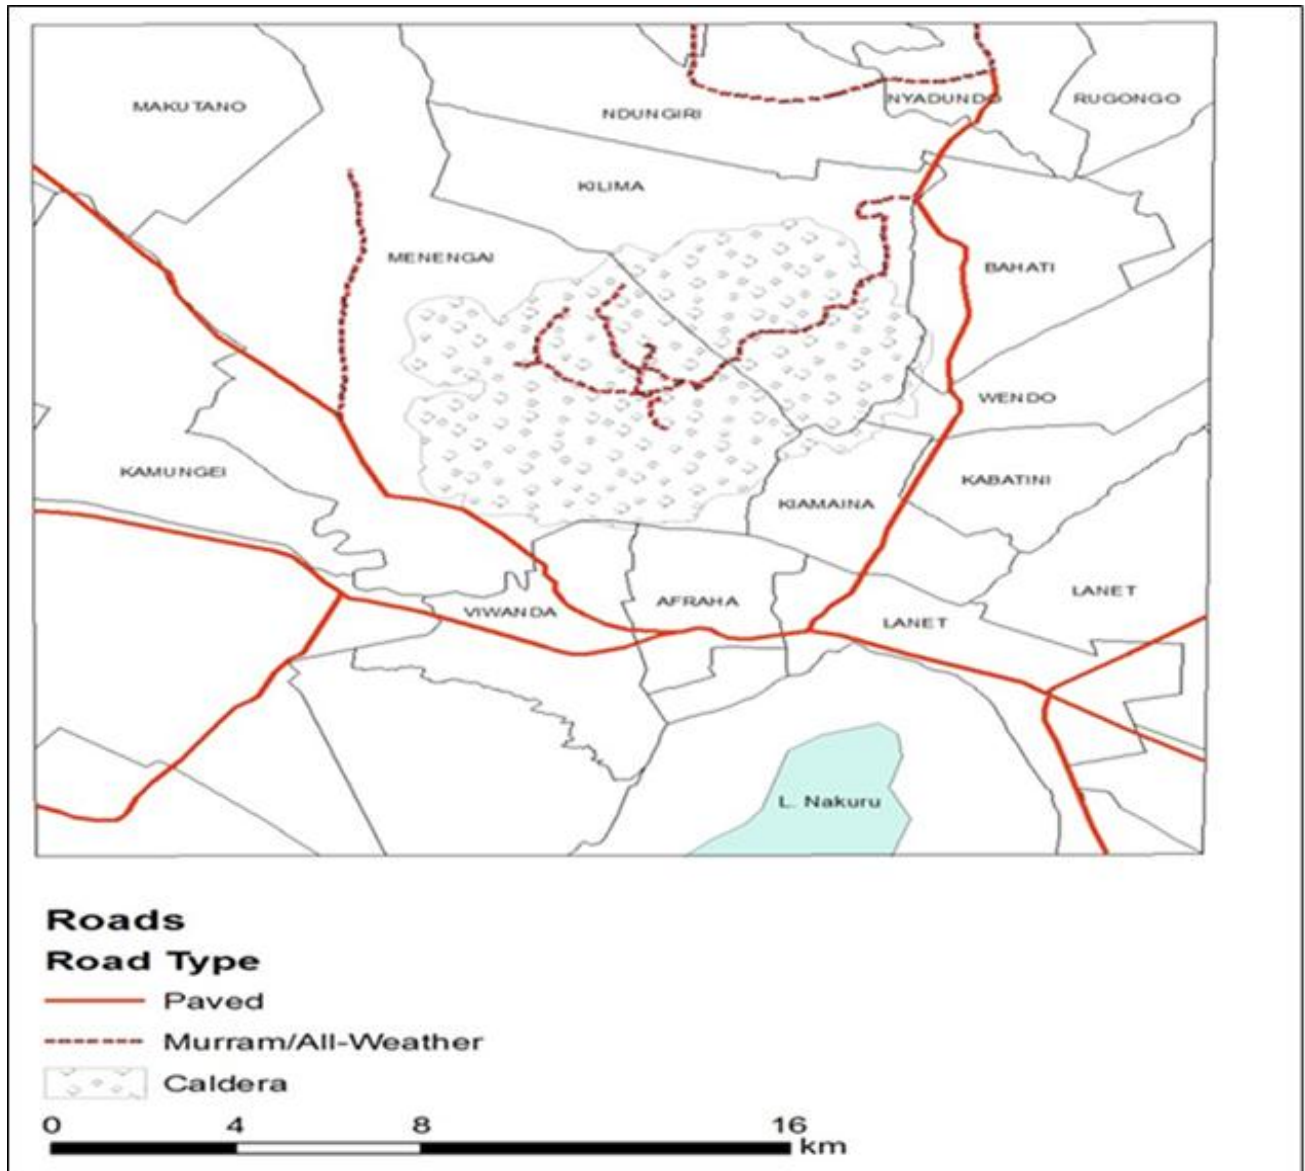 MAKUTANO
NDUNGIRI
NYADUNDO
RUGONGO
KILIMA
MENENGAI
BAHATI
WENDO
KAMUNGEI
KIAMAINA
KABATINI
VIWANDA
AFRAHA
LANET
LANET
L. Nakuru
Roads
Road Type
Paved
Murram/All-Weather
Caldera
0 4 8 16
km